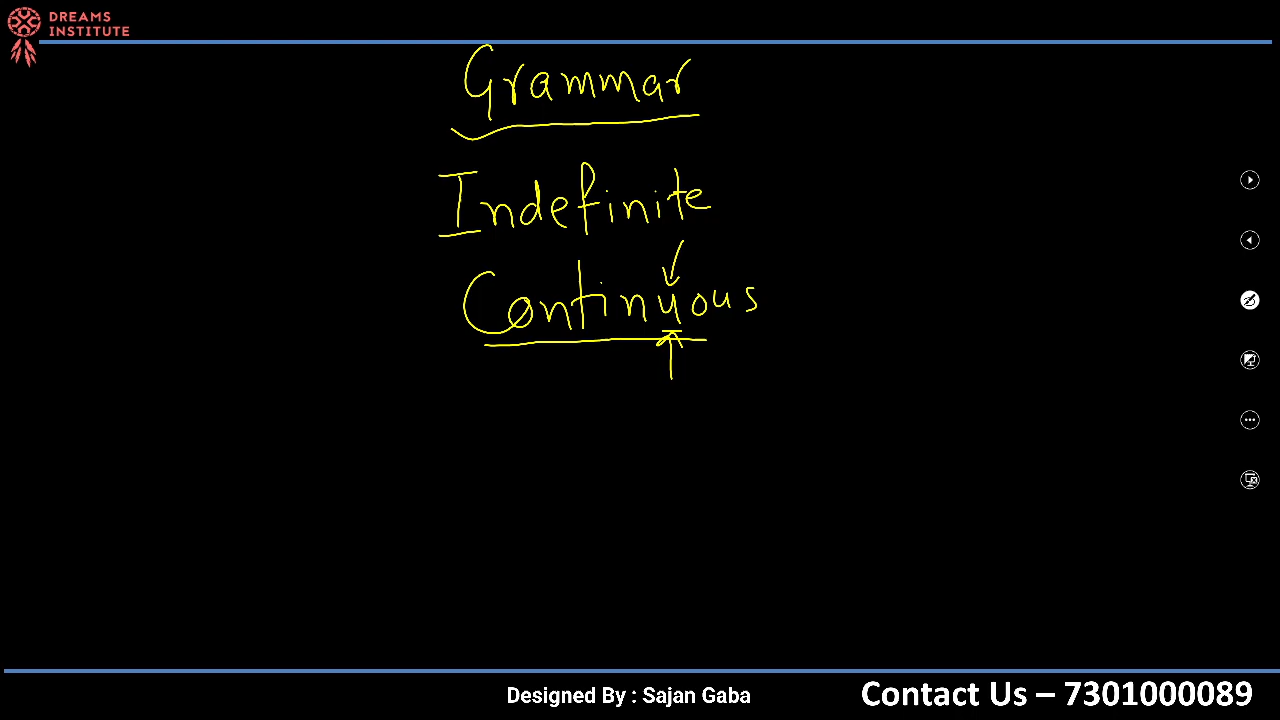 DREAMS
INSTITUTE
Grammar
Indefinite
Continuous
Designed By : Sajan Gaba
Contact Us – 7301000089